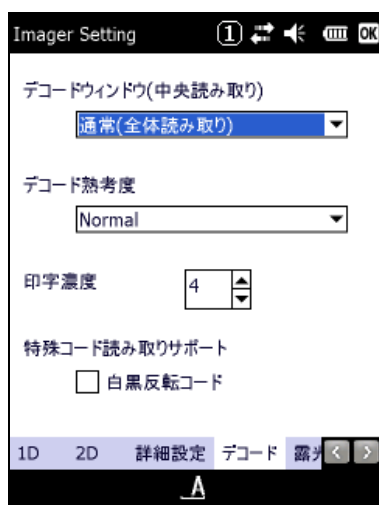 Imager Setting 1 OK
デコードウィンドウ(中央読み取り)
通常(全体読み取り)
デコード熟考度
Normal
印字濃度 4
特殊コード読み取りサポート
白黒反転コード
1D 2D 詳細設定 デコード
A